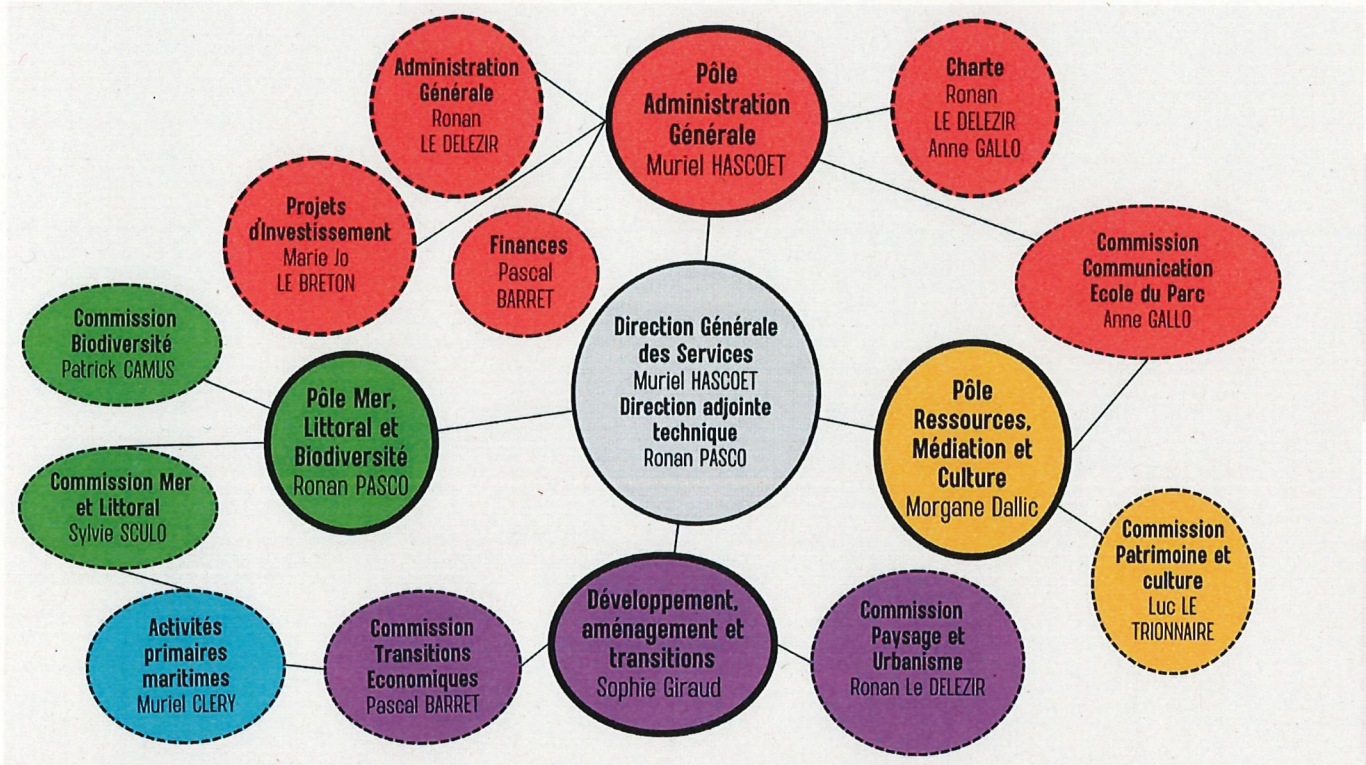 Administration
Générale
Ronan
LE DELEZIR
Pôle
Administration
Générale
Muriel HASCOET
Charte
Ronan
LE DELEZIR
Anne GALLO
Projets
d'Investissement
Marie Jo
LE BRETON
Finances
Pascal
BARRET
Commission
Communication
Ecole du Parc
Anne GALLO
Commission
Biodiversité
Patrick CAMUS
Direction Générale
des Services
Muriel HASCOET
Direction adjointe
technique
Ronan PASCO
Pôle Mer,
Littoral et
Biodiversité
Ronan PASCO
Pôle
Ressources,
Médiation et
Culture
Morgane Dallic
Commission Mer
et Littoral
Sylvie SCULO
Commission
Patrimoine et
culture
Luc LE
TRIONNAIRE
Activités
primaires
maritimes
Muriel CLERY
Commission
Transitions
Economiques
Pascal BARRET
Développement,
aménagement et
transitions
Sophie Giraud
Commission
Paysage et
Urbanisme
Ronan Le DELEZIR